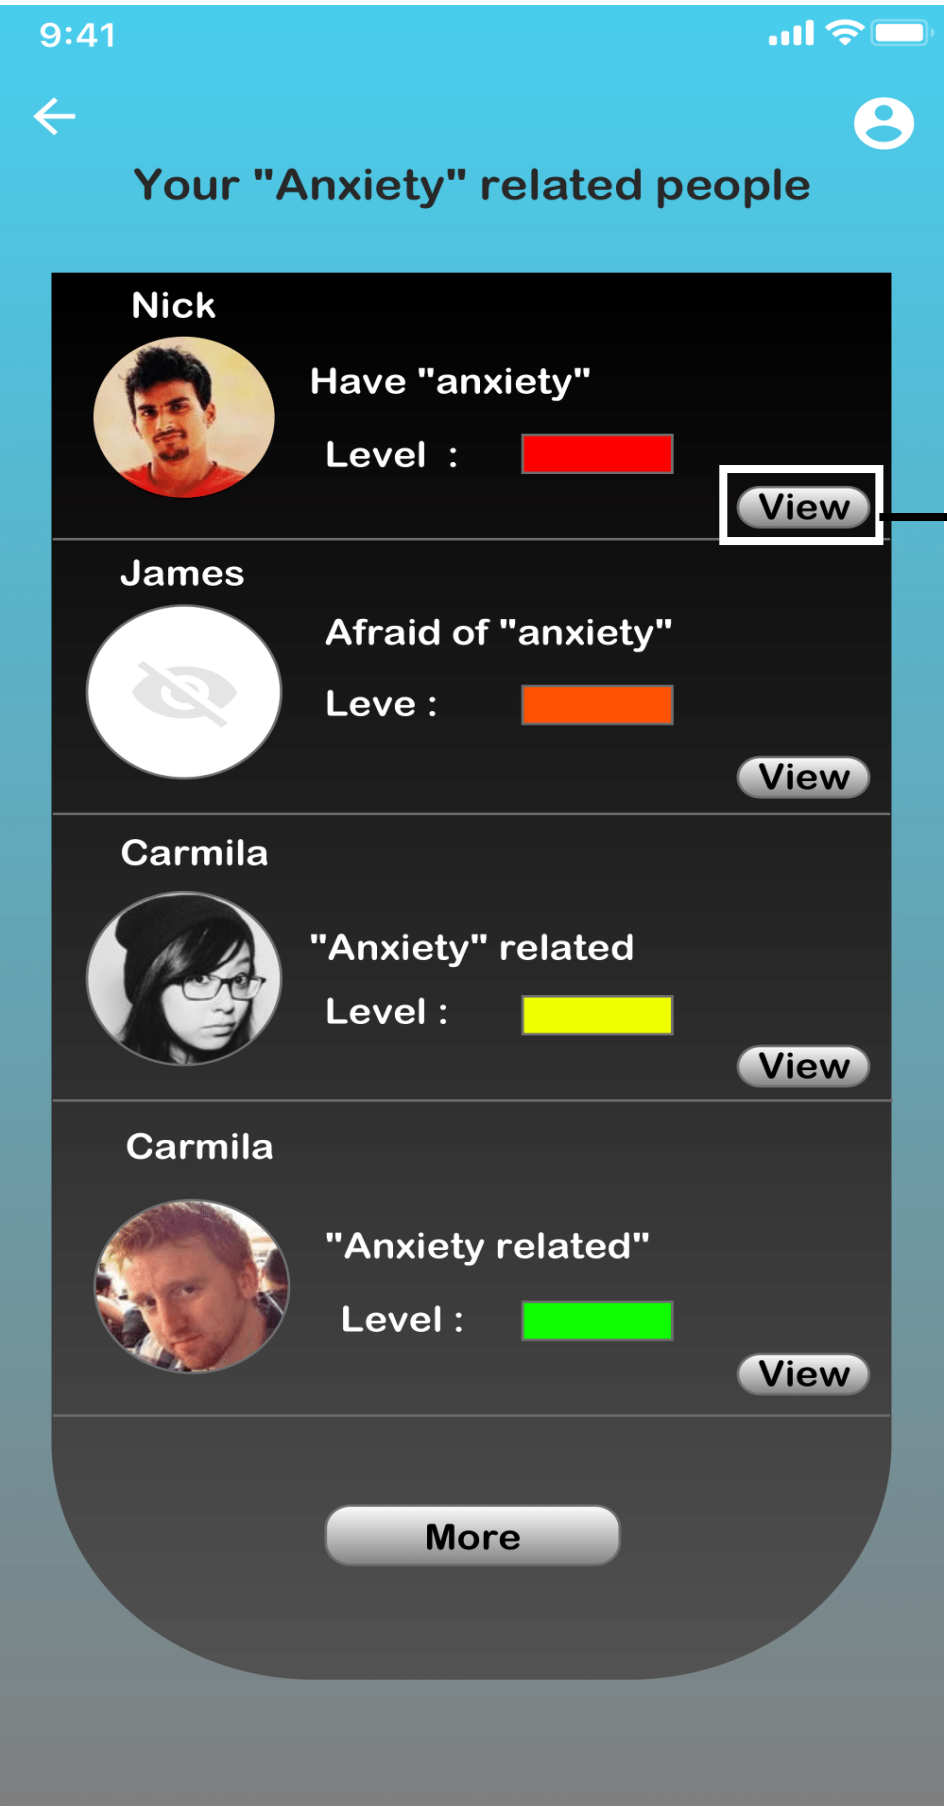 9:41
Your "Anxiety" related people
Nick
Have "anxiety"
Level :
View
James
Afraid of "anxiety"
Leve :
View
Carmila
"Anxiety" related
Level :
View
Carmila
"Anxiety related"
Level :
View
More